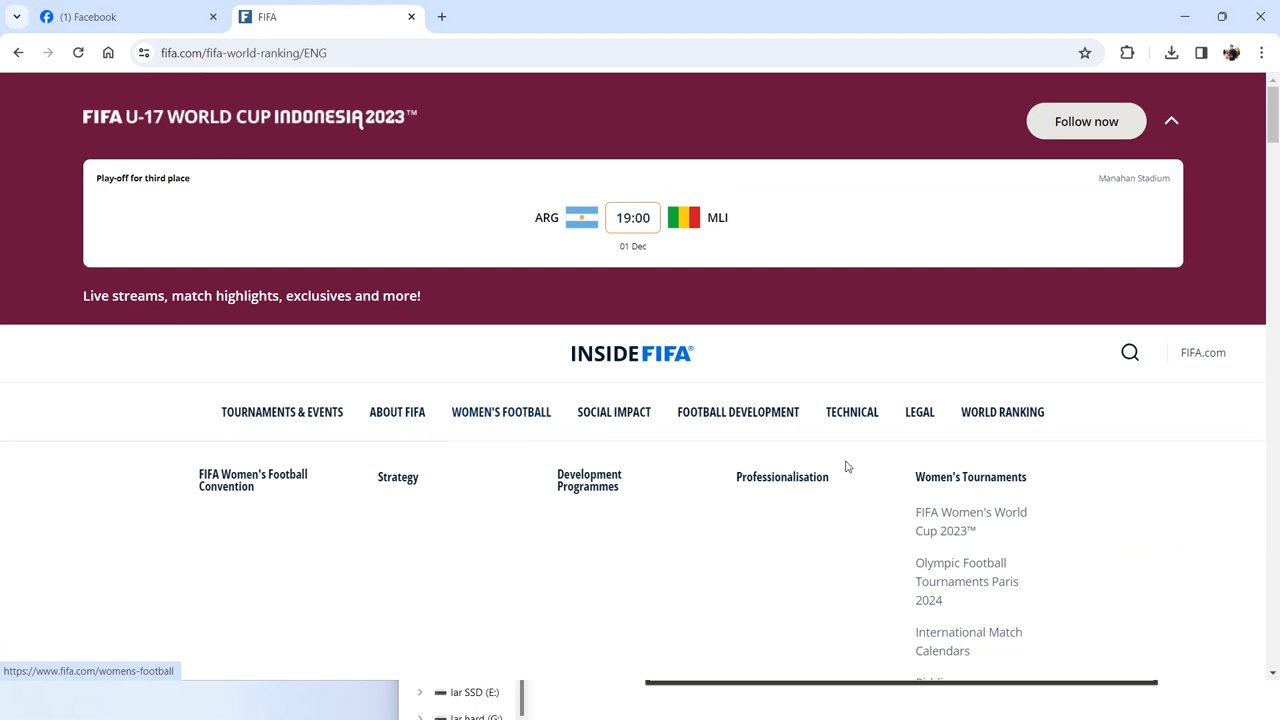 (1) Facebook
FIFA
fifa.com/fifa-world-ranking/ENG
FIFA U-17 WORLD CUP INDONESIA 2023™
Follow now
Play-off for third place
Manahan Stadium
ARG 19:00 MLI
01 Dec
Live streams, match highlights, exclusives and more!
INSIDE FIFA®
FIFA.com
TOURNAMENTS & EVENTS ABOUT FIFA WOMEN'S FOOTBALL SOCIAL IMPACT FOOTBALL DEVELOPMENT TECHNICAL LEGAL WORLD RANKING
FIFA Women's Football
Convention
Strategy
Development
Programmes
Professionalisation
Women's Tournaments
FIFA Women's World
Cup 2023™
Olympic Football
Tournaments Paris
2024
International Match
Calendars
https://www.fifa.com/womens-football
lar SSD (E:)
lar hard (G:)